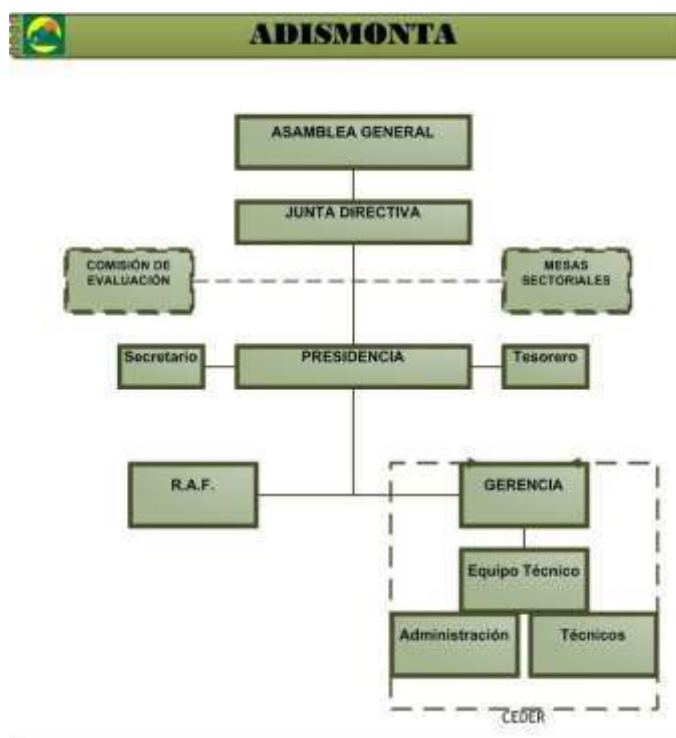 ADISMONTA
ASAMBLEA GENERAL
JUNTA DIRECTIVA
COMISIÓN DE
EVALUACIÓN
MESAS
SECTORIALES
Secretario
PRESIDENCIA
Tesorero
R.A.F.
GERENCIA
Equipo Técnico
Administración
Técnicos
CEDER